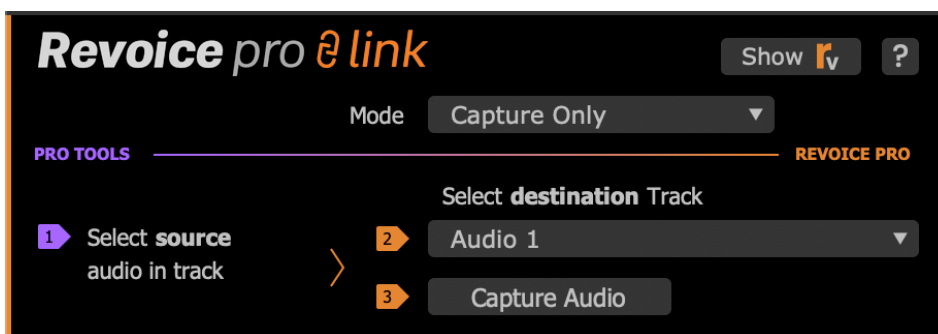 Revoice pro link
Show rv ?
Mode Capture Only
PRO TOOLS REVOICE PRO
Select destination Track
1 Select source
audio in track
2 Audio 1
3 Capture Audio